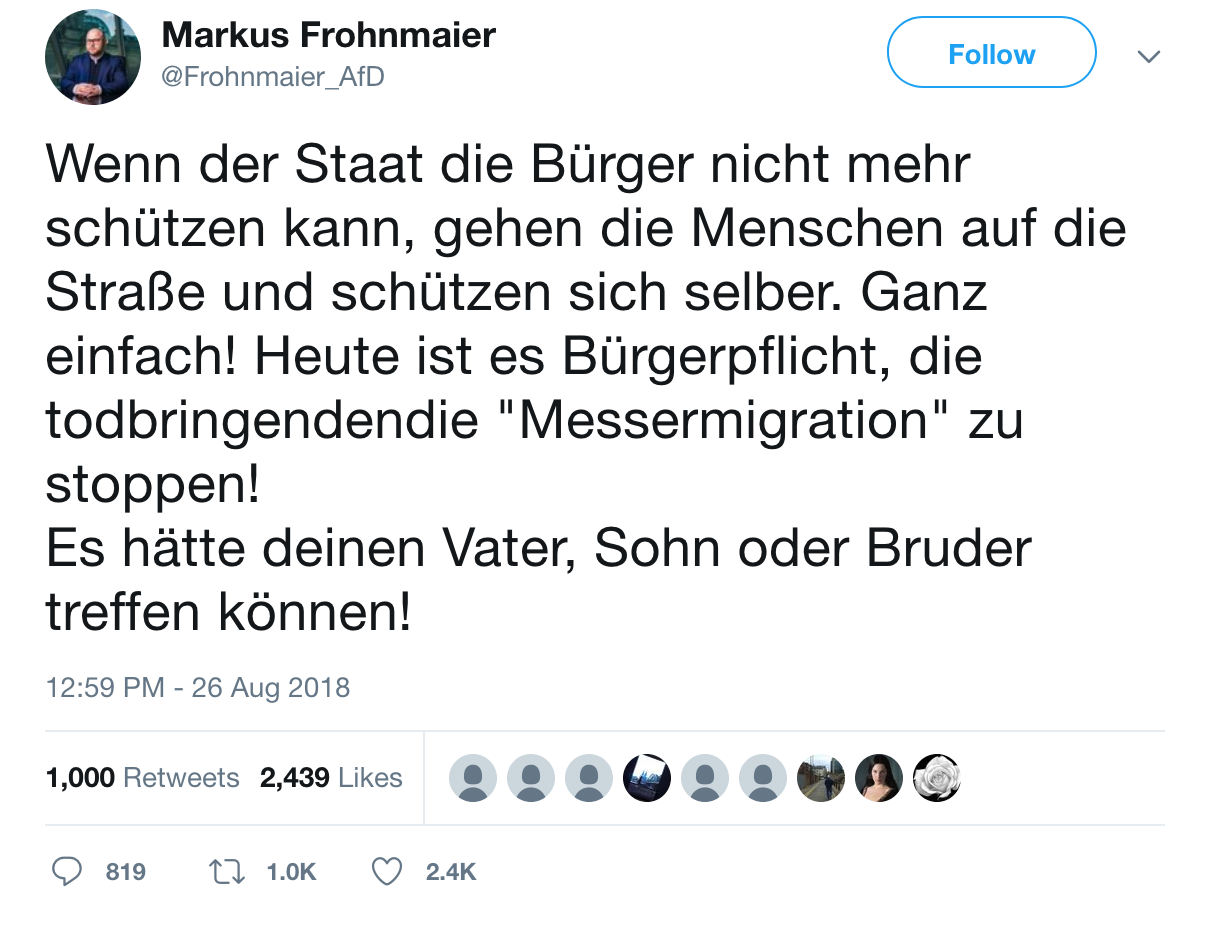 Markus Frohnmaier
@Frohnmaier_AfD
Follow
Wenn der Staat die Bürger nicht mehr
schützen kann, gehen die Menschen auf die
Straße und schützen sich selber. Ganz
einfach! Heute ist es Bürgerpflicht, die
todbringendendie "Messermigration" zu
stoppen!
Es hätte deinen Vater, Sohn oder Bruder
treffen können!
12:59 PM - 26 Aug 2018
1,000 Retweets 2,439 Likes
819 1.0K 2.4K